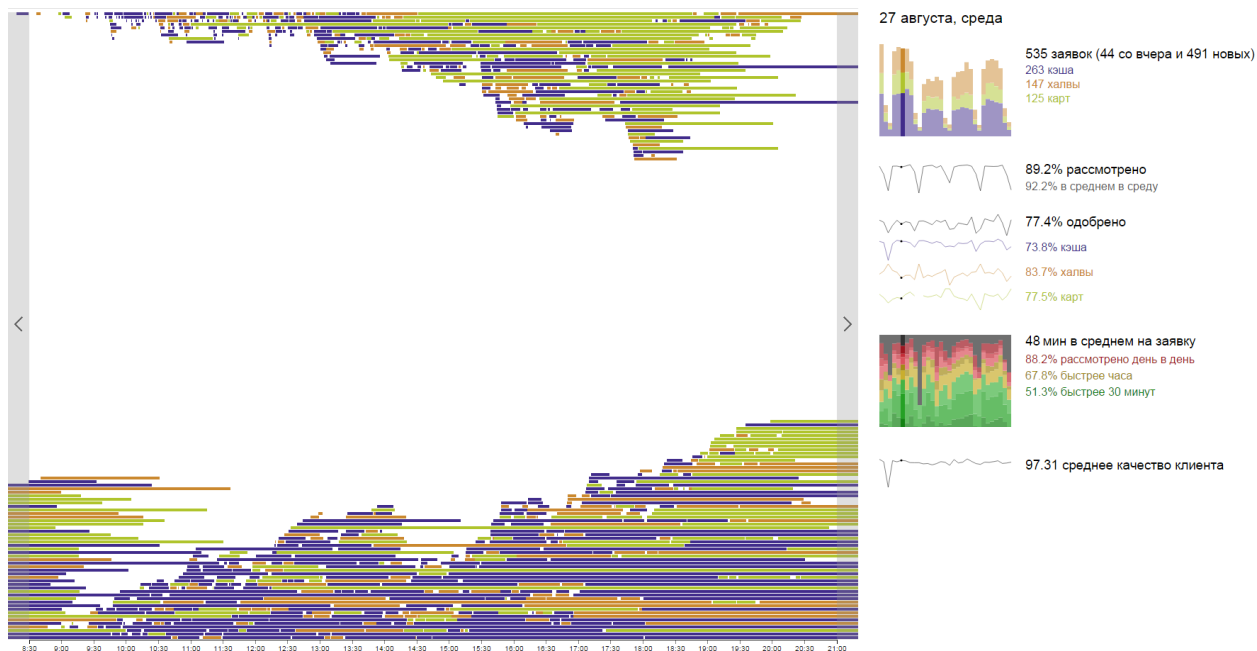 27 августа, среда
535 заявок (44 со вчера и 491 новых)
263 кэша
147 халвы
125 карт
89.2% рассмотрено
92.2% в среднем в среду
77.4% одобрено
73.8% кэша
83.7% халвы
77.5% карт
48 мин в среднем на заявку
88.2% рассмотрено день в день
67.8% быстрее часа
51.3% быстрее 30 минут
97.31 среднее качество клиента
8:30 9:00 9:30 10:00 10:30 11:00 11:30 12:00 12:30 13:00 13:30 14:00 14:30 15:00 15:30 16:00 16:30 17:00 17:30 18:00 18:30 19:00 19:30 20:00 20:30 21:00